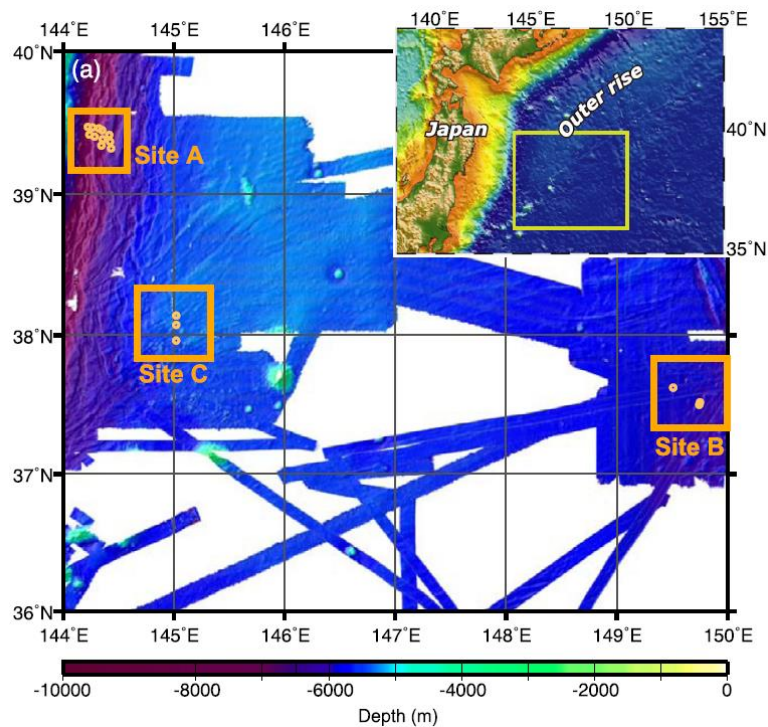 144˚E 145˚E 146˚E
140˚E 145˚E 150˚E 155˚E
40˚N
(a)
Outer rise
Japan
40˚N
Site A
39˚N
35˚N
38˚N
Site C
Site B
37˚N
36˚N
144˚E 145˚E 146˚E 147˚E 148˚E 149˚E 150˚E
-10000 -8000 -6000 -4000 -2000 0
Depth (m)